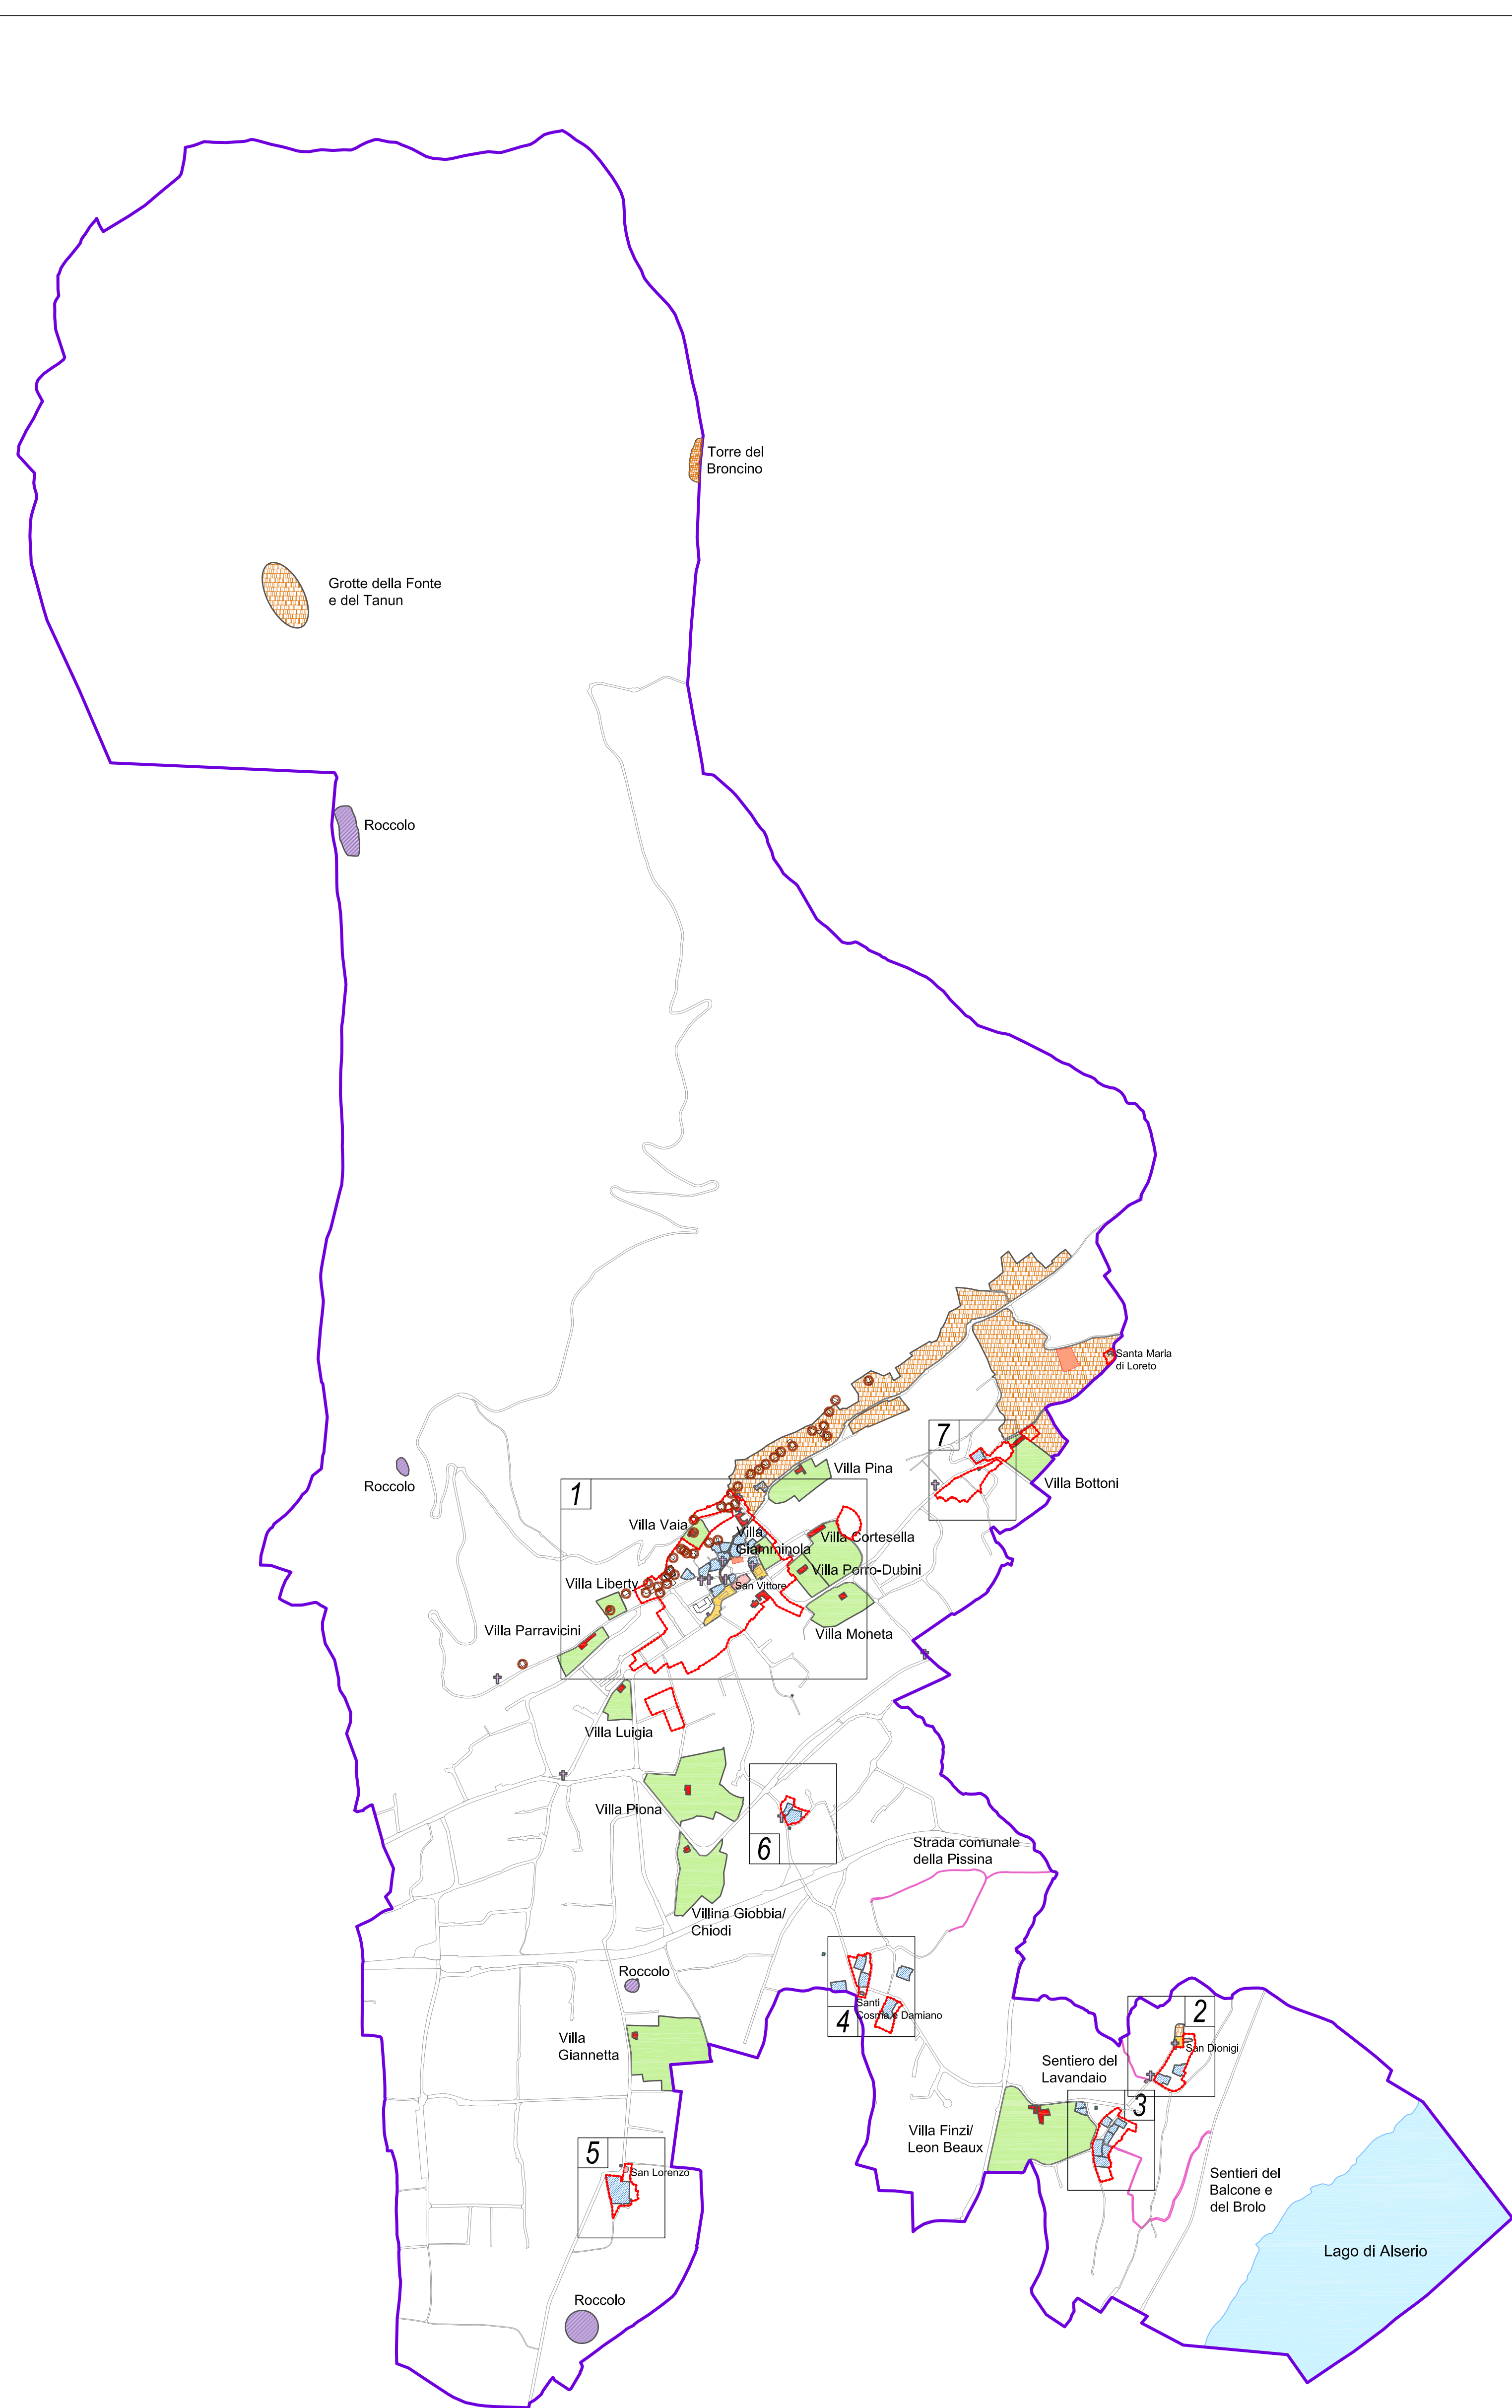 Torre del
Broncino
Grotte della Fonte
e del Tanun
Roccolo
Santa Maria
di Loreto
7
Villa Pina
Roccolo
Villa Bottoni
1
Villa Vaia
Villa
Giamminola
Villa Cortesella
Villa Porro-Dubini
Villa Liberty
San Vittore
Villa Parravicini
Villa Moneta
Villa Luigia
Villa Piona
6
Strada comunale
della Pissina
Villina Giobbia/
Chiodi
Roccolo
Santi
Cosma e Damiano
4
2
San Dionigi
Villa
Giannetta
Sentiero del
Lavandaio
3
Villa Finzi/
Leon Beaux
5
San Lorenzo
Sentieri del
Balcone e
del Brolo
Lago di Alserio
Roccolo